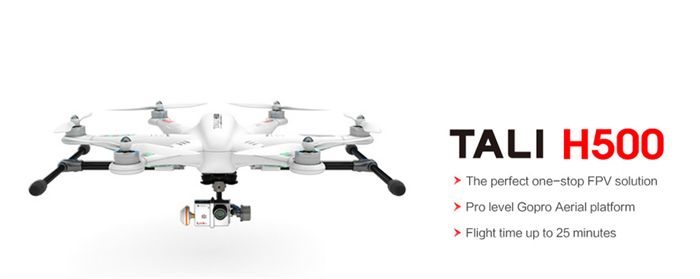 TALI H500
The perfect one-stop FPV solution
Pro level Gopro Aerial platform
Flight time up to 25 minutes